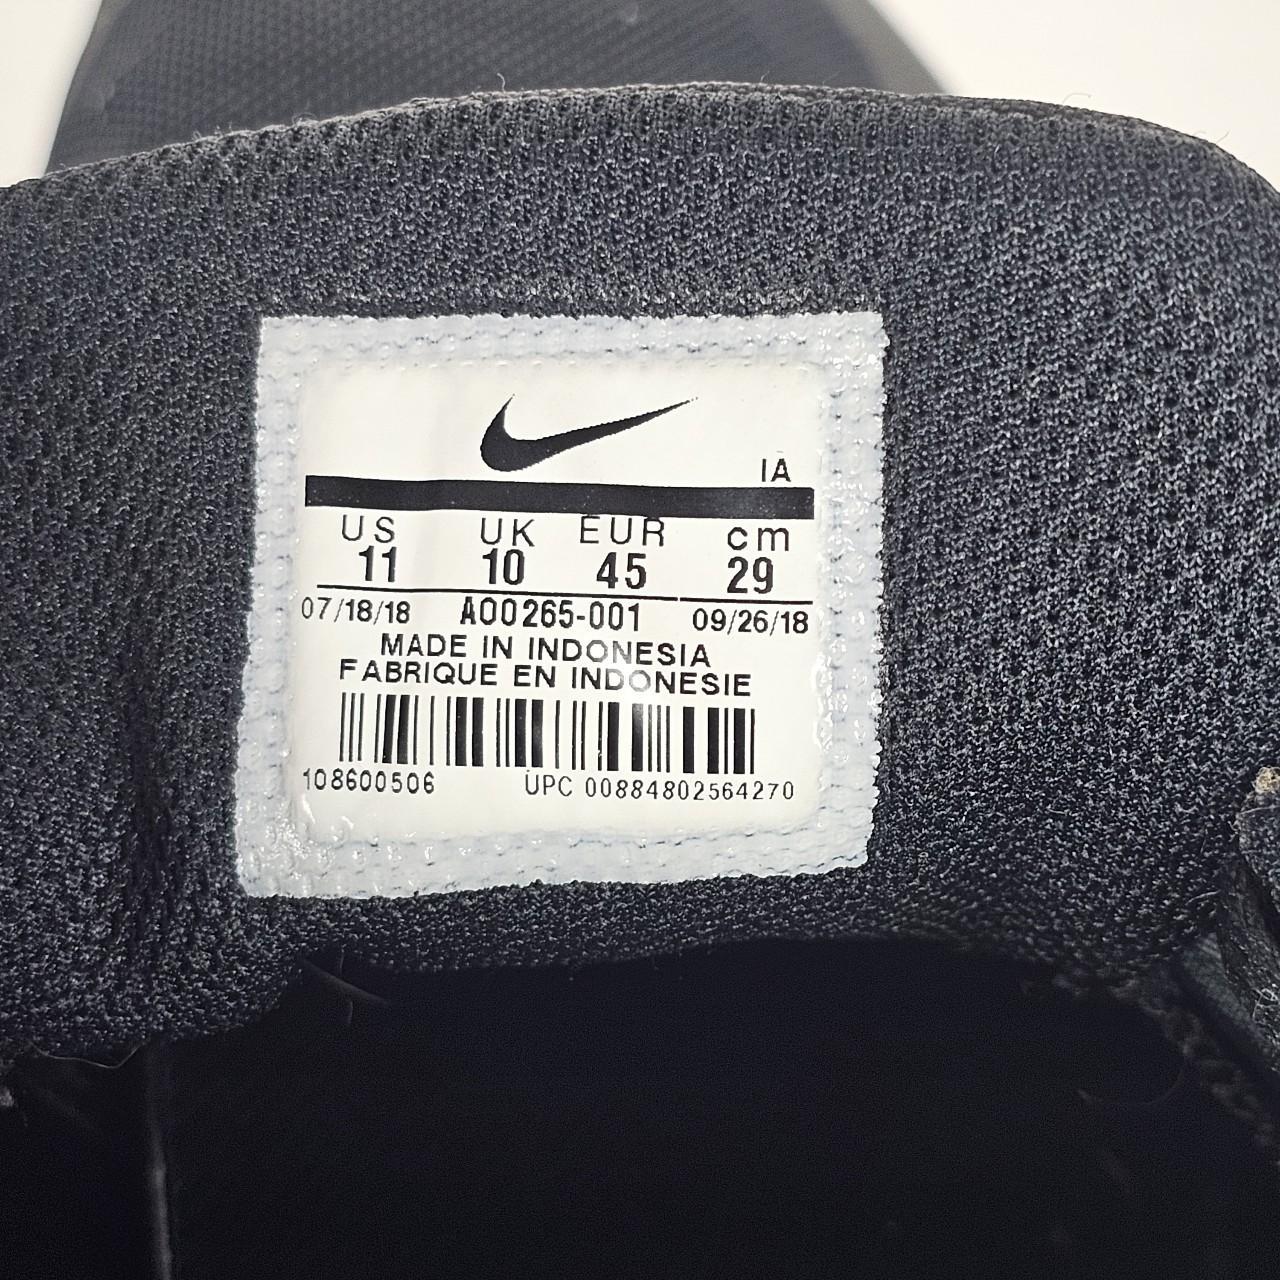 IA
US UK EUR cm
11 10 45 29
07/18/18 AO0265-001 09/26/18
MADE IN INDONESIA
FABRIQUE EN INDONESIE
108600506 UPC 00884802564270